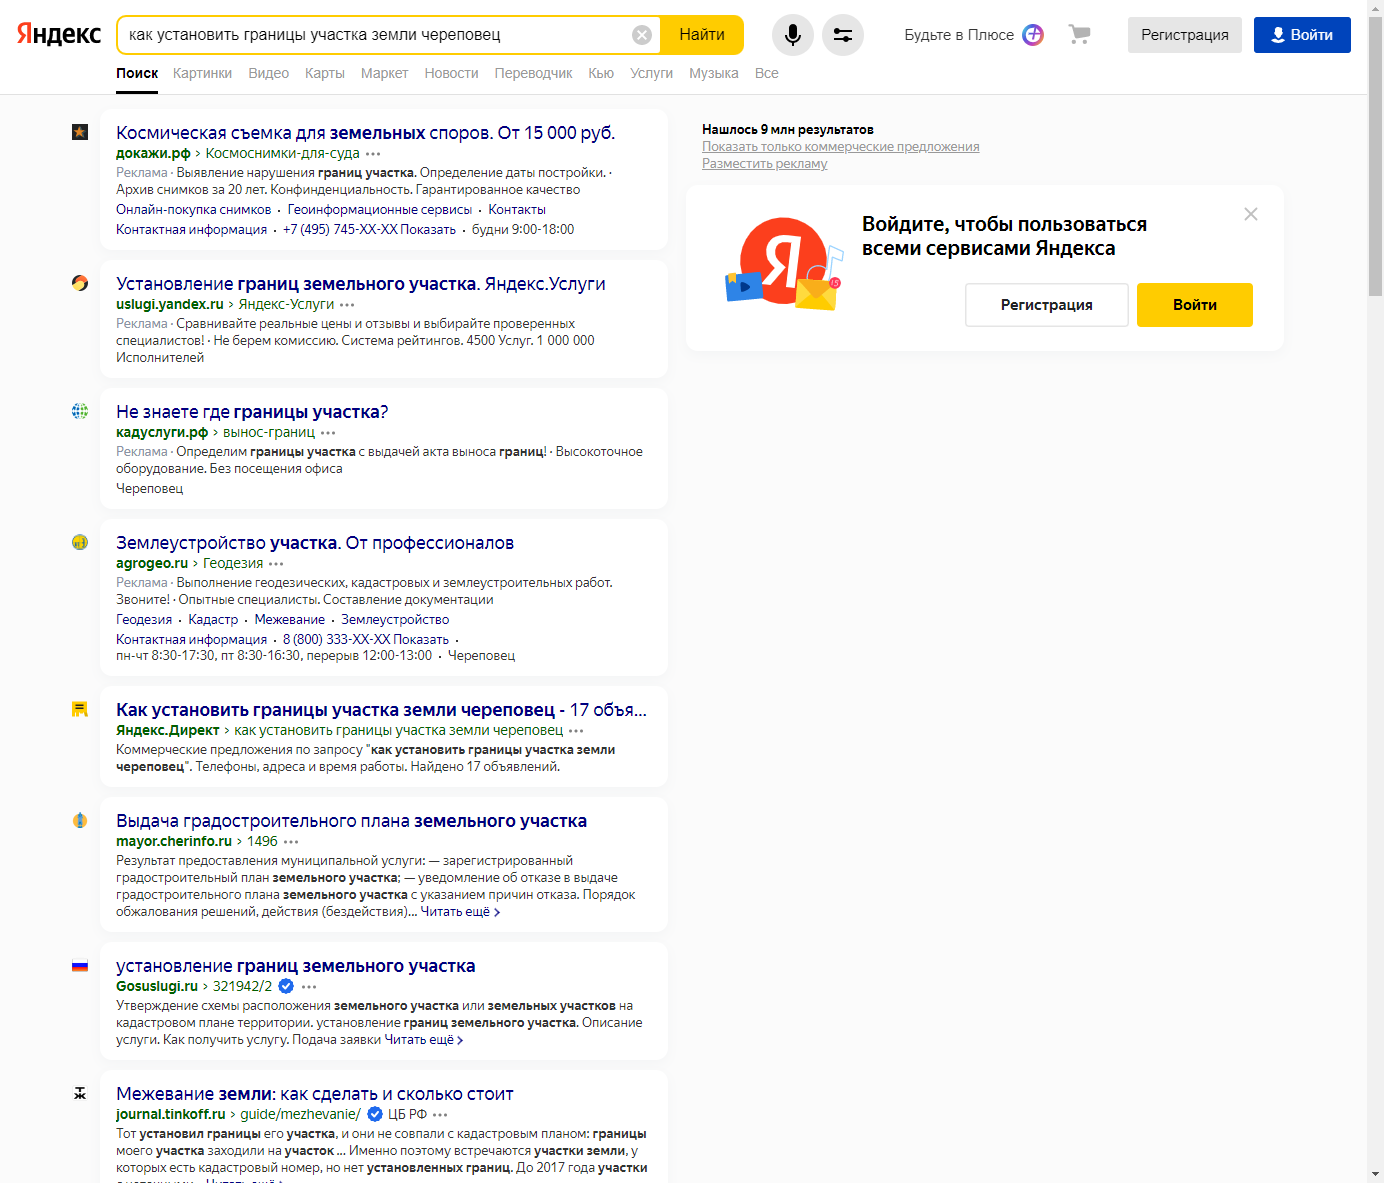 Яндекс
как установить границы участка земли череповец
Найти
Будьте в Плюсе
Регистрация
Войти
Поиск Картинки Видео Карты Маркет Новости Переводчик Кью Услуги Музыка Все
Космическая съемка для земельных споров. От 15 000 руб.
докажи.рф › Космоснимки-для-суда
Реклама · Выявление нарушения границ участка. Определение даты постройки. ·
Архив снимков за 20 лет. Конфинденциальность. Гарантированное качество
Онлайн-покупка снимков · Геоинформационные сервисы · Контакты
Контактная информация · +7 (495) 745-XX-XX Показать · будни 9:00-18:00
Установление границ земельного участка. Яндекс.Услуги
uslugi.yandex.ru › Яндекс-Услуги
Реклама · Сравнивайте реальные цены и отзывы и выбирайте проверенных
специалистов! · Не берем комиссию. Система рейтингов. 4500 Услуг. 1 000 000
Исполнителей
Не знаете где границы участка?
кадуслуги.рф › вынос-границ
Реклама · Определим границы участка с выдачей акта выноса границ! · Высокоточное
оборудование. Без посещения офиса
Череповец
Землеустройство участка. От профессионалов
agrogeo.ru › Геодезия
Реклама · Выполнение геодезических, кадастровых и землеустроительных работ.
Звоните! · Опытные специалисты. Составление документации
Геодезия · Кадастр · Межевание · Землеустройство
Контактная информация · 8 (800) 333-XX-XX Показать ·
пн-чт 8:30-17:30, пт 8:30-16:30, перерыв 12:00-13:00 · Череповец
Как установить границы участка земли череповец - 17 объя...
Яндекс.Директ › как установить границы участка земли череповец
Коммерческие предложения по запросу "как установить границы участка земли
череповец". Телефоны, адреса и время работы. Найдено 17 объявлений.
Выдача градостроительного плана земельного участка
mayor.cherinfo.ru › 1496
Результат предоставления муниципальной услуги: — зарегистрированный
градостроительный план земельного участка; — уведомление об отказе в выдаче
градостроительного плана земельного участка с указанием причин отказа. Порядок
обжалования решений, действия (бездействия)... Читать ещё ›
установление границ земельного участка
Gosuslugi.ru › 321942/2
Утверждение схемы расположения земельного участка или земельных участков на
кадастровом плане территории. установление границ земельного участка. Описание
услуги. Как получить услугу. Подача заявки Читать ещё ›
Межевание земли: как сделать и сколько стоит
journal.tinkoff.ru › guide/mezhevanie/ ЦБ РФ
Тот установил границы его участка, и они не совпали с кадастровым планом: границы
моего участка заходили на участок ... Именно поэтому встречаются участки земли, у
которых есть кадастровый номер, но нет установленных границ. До 2017 года участки
Нашлось 9 млн результатов
Показать только коммерческие предложения
Разместить рекламу
Я
15
Войдите, чтобы пользоваться
всеми сервисами Яндекса
Регистрация
Войти